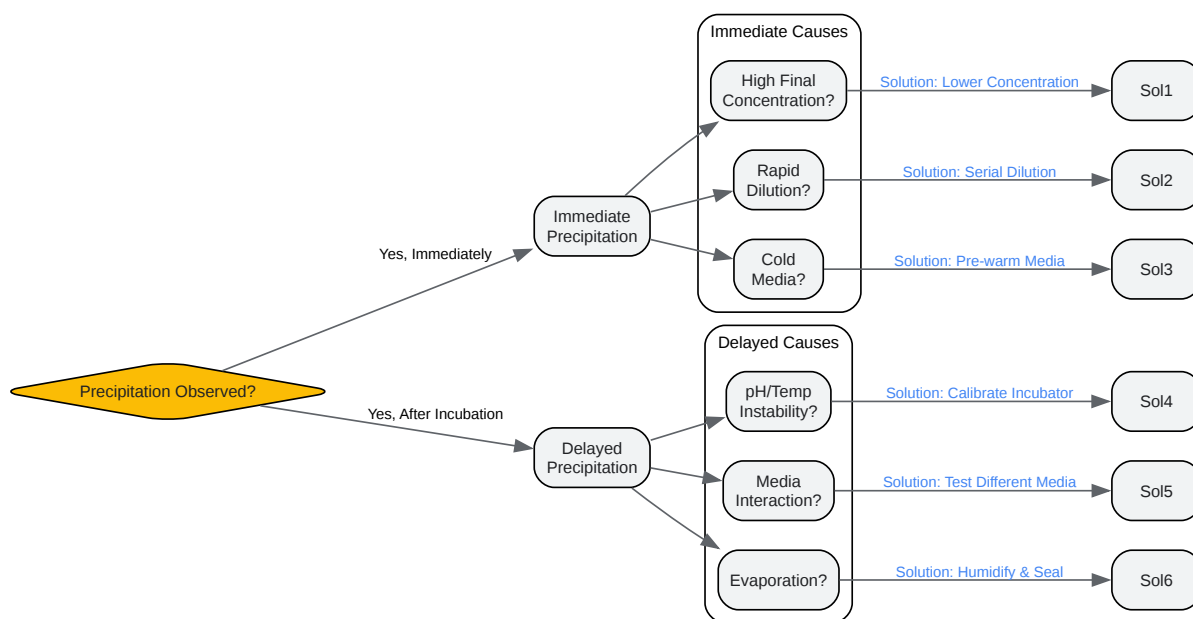 Immediate Causes
High Final
Concentration?
Solution: Lower Concentration
Sol1
Rapid
Dilution?
Solution: Serial Dilution
Sol2
Immediate
Precipitation
Cold
Media?
Solution: Pre-warm Media
Sol3
Yes, Immediately
Precipitation Observed?
Yes, After Incubation
Delayed
Precipitation
Delayed Causes
pH/Temp
Instability?
Solution: Calibrate Incubator
Sol4
Media
Interaction?
Solution: Test Different Media
Sol5
Evaporation?
Solution: Humidify & Seal
Sol6